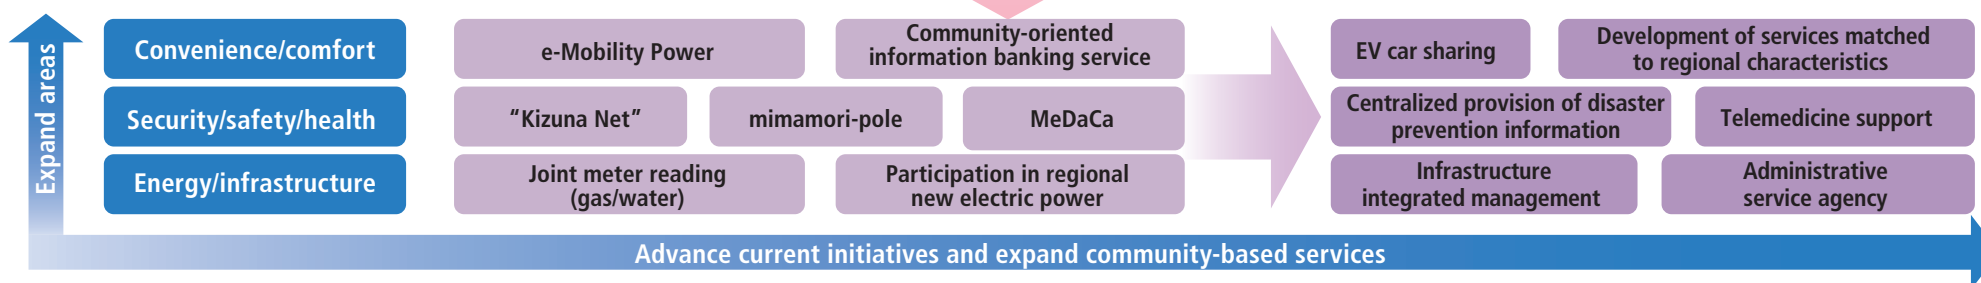 Expand areas
Convenience/comfort
e-Mobility Power
Community-oriented
information banking service
EV car sharing
Development of services matched
to regional characteristics
Security/safety/health
“Kizuna Net”
mimamori-pole
MeDaCa
Centralized provision of disaster
prevention information
Telemedicine support
Energy/infrastructure
Joint meter reading
(gas/water)
Participation in regional
new electric power
Infrastructure
integrated management
Administrative
service agency
Advance current initiatives and expand community-based services